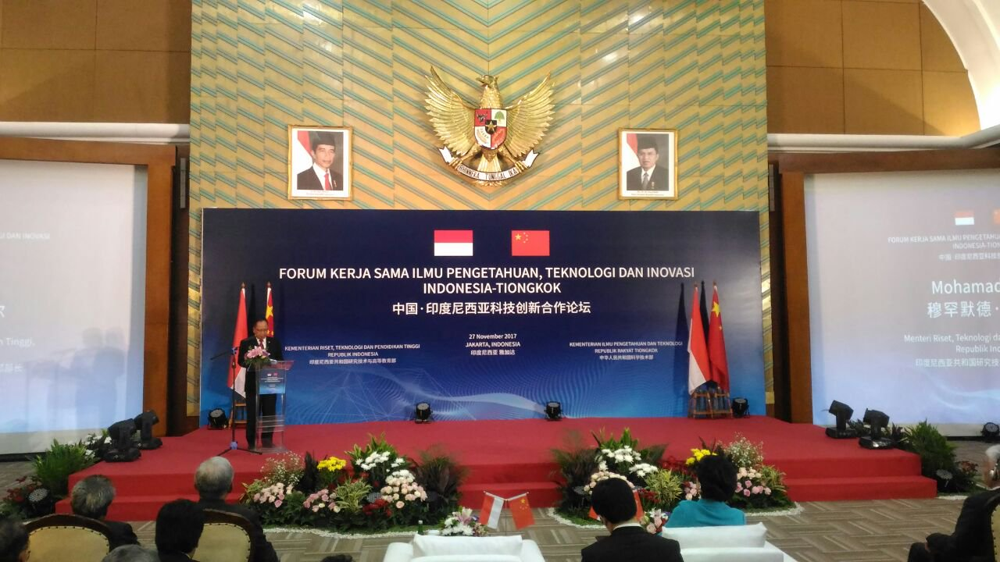 BHINNEKA TUNGGAL IKA
FORUM KERJA SAMA ILMU PENGETAHUAN, TEKNOLOGI DAN INOVASI
INDONESIA-TIONGKOK
中国·印度尼西亚科技创新合作论坛
27 November 2017
JAKARTA, INDONESIA
印度尼西亚 雅加达
KEMENTERIAN RISET, TEKNOLOGI DAN PENDIDIKAN TINGGI
REPUBLIK INDONESIA
印度尼西亚共和国研究技术与高等教育部
KEMENTERIAN ILMU PENGETAHUAN DAN TEKNOLOGI
REPUBLIK RAKYAT TIONGKOK
中华人民共和国科学技术部
GI DAN INOVASI
Tinggi,
部部长
FORUM KERJA SAMA ILMU PENGETAHUAN
INDONESIA-TION
中国·印度尼西亚科技
Mohamad
穆罕默德·
Menteri Riset, Teknologi da
Republik Indo
印度尼西亚共和国研究技